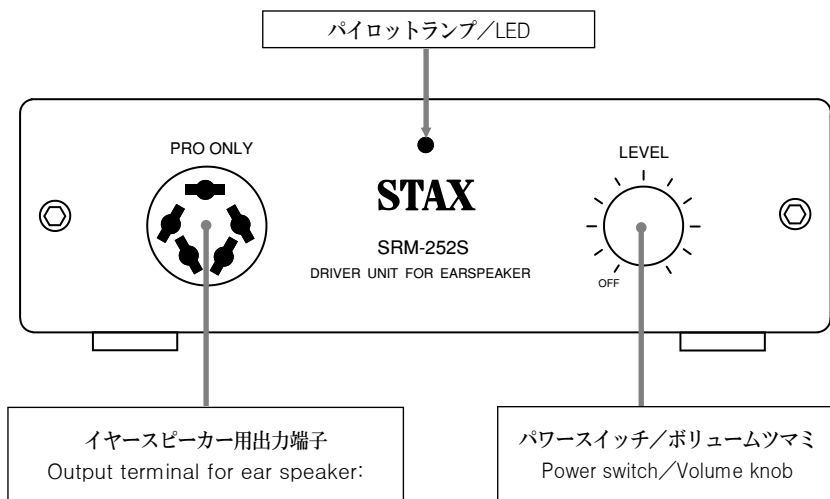 パイロットランプ／LED
PRO ONLY
LEVEL
STAX
SRM-252S
DRIVER UNIT FOR EARSPEAKER
OFF
イヤースピーカー用出力端子
Output terminal for ear speaker:
パワースイッチ／ボリュームツマミ
Power switch／Volume knob